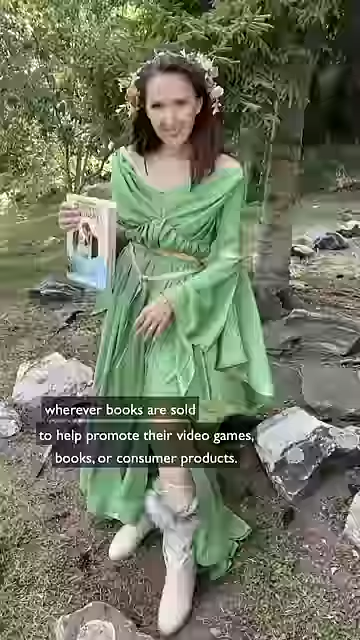 wherever books are sold
to help promote their video games,
books, or consumer products.